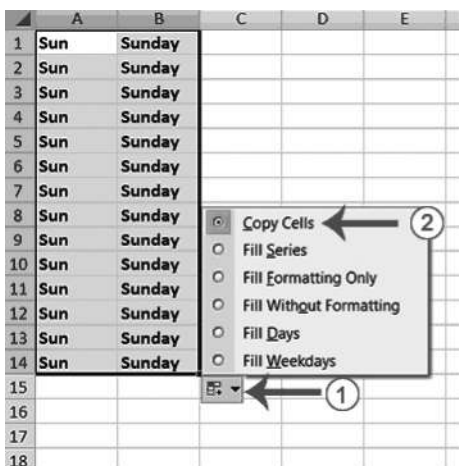 A B C D E
1 Sun Sunday
2 Sun Sunday
3 Sun Sunday
4 Sun Sunday
5 Sun Sunday
6 Sun Sunday
7 Sun Sunday
8 Sun Sunday Copy Cells 2
9 Sun Sunday Fill Series
10 Sun Sunday Fill Formatting Only
11 Sun Sunday Fill Without Formatting
12 Sun Sunday
13 Sun Sunday Fill Days
14 Sun Sunday Fill Weekdays
15 1
16
17
18